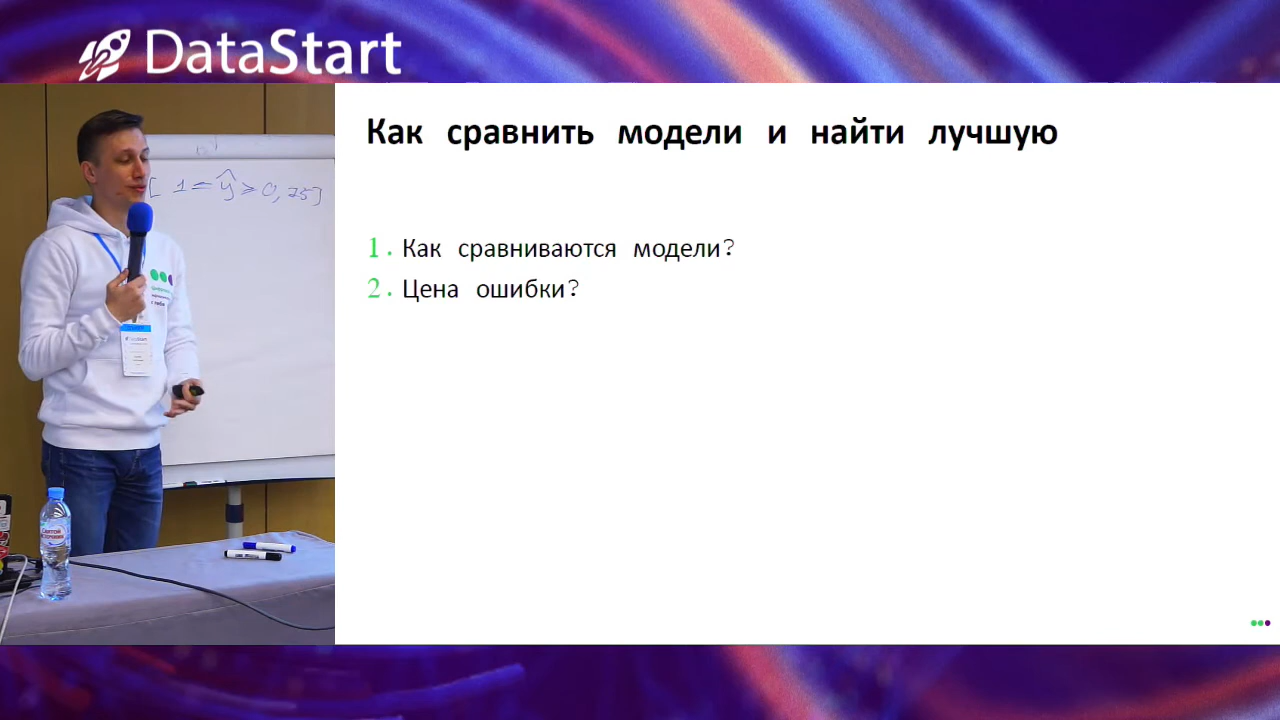 DataStart
Как сравнить модели и найти лучшую
[ 1 = ŷ > 0,75]
1. Как сравниваются модели?
2. Цена ошибки?